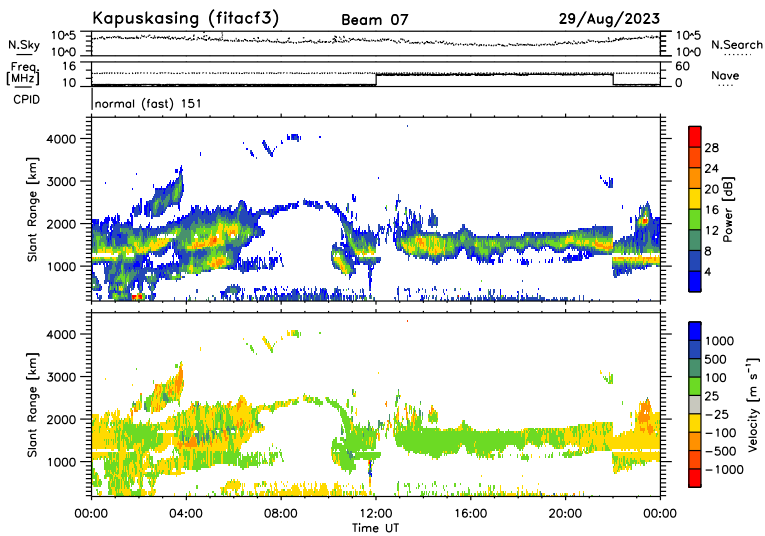 Kapuskasing (fitacf3) Beam 07 29/Aug/2023
N.Sky 10^5 10^0 10^5 10^0 N.Search
Freq. [MHz] 16 10 60 0 Nave
CPID normal (fast) 151
Slant Range [km] 4000 3000 2000 1000
28 24 20 16 12 8 4 Power [dB]
Slant Range [km] 4000 3000 2000 1000
1000 500 100 25 −25 −100 −500 −1000 Velocity [m s⁻¹]
00:00 04:00 08:00 12:00 16:00 20:00 00:00
Time UT